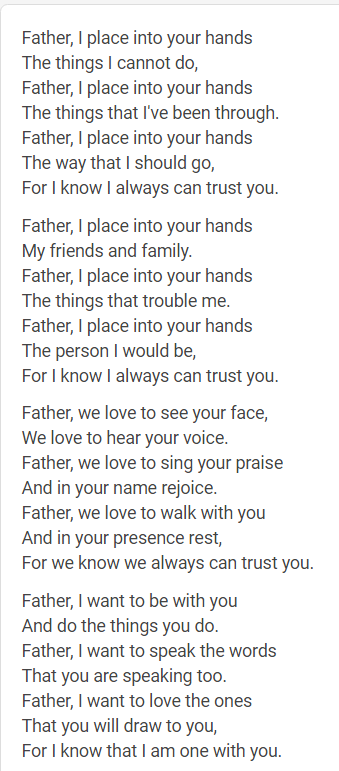 Father, I place into your hands
The things I cannot do,
Father, I place into your hands
The things that I've been through.
Father, I place into your hands
The way that I should go,
For I know I always can trust you.

Father, I place into your hands
My friends and family.
Father, I place into your hands
The things that trouble me.
Father, I place into your hands
The person I would be,
For I know I always can trust you.

Father, we love to see your face,
We love to hear your voice.
Father, we love to sing your praise
And in your name rejoice.
Father, we love to walk with you
And in your presence rest,
For we know we always can trust you.

Father, I want to be with you
And do the things you do.
Father, I want to speak the words
That you are speaking too.
Father, I want to love the ones
That you will draw to you,
For I know that I am one with you.